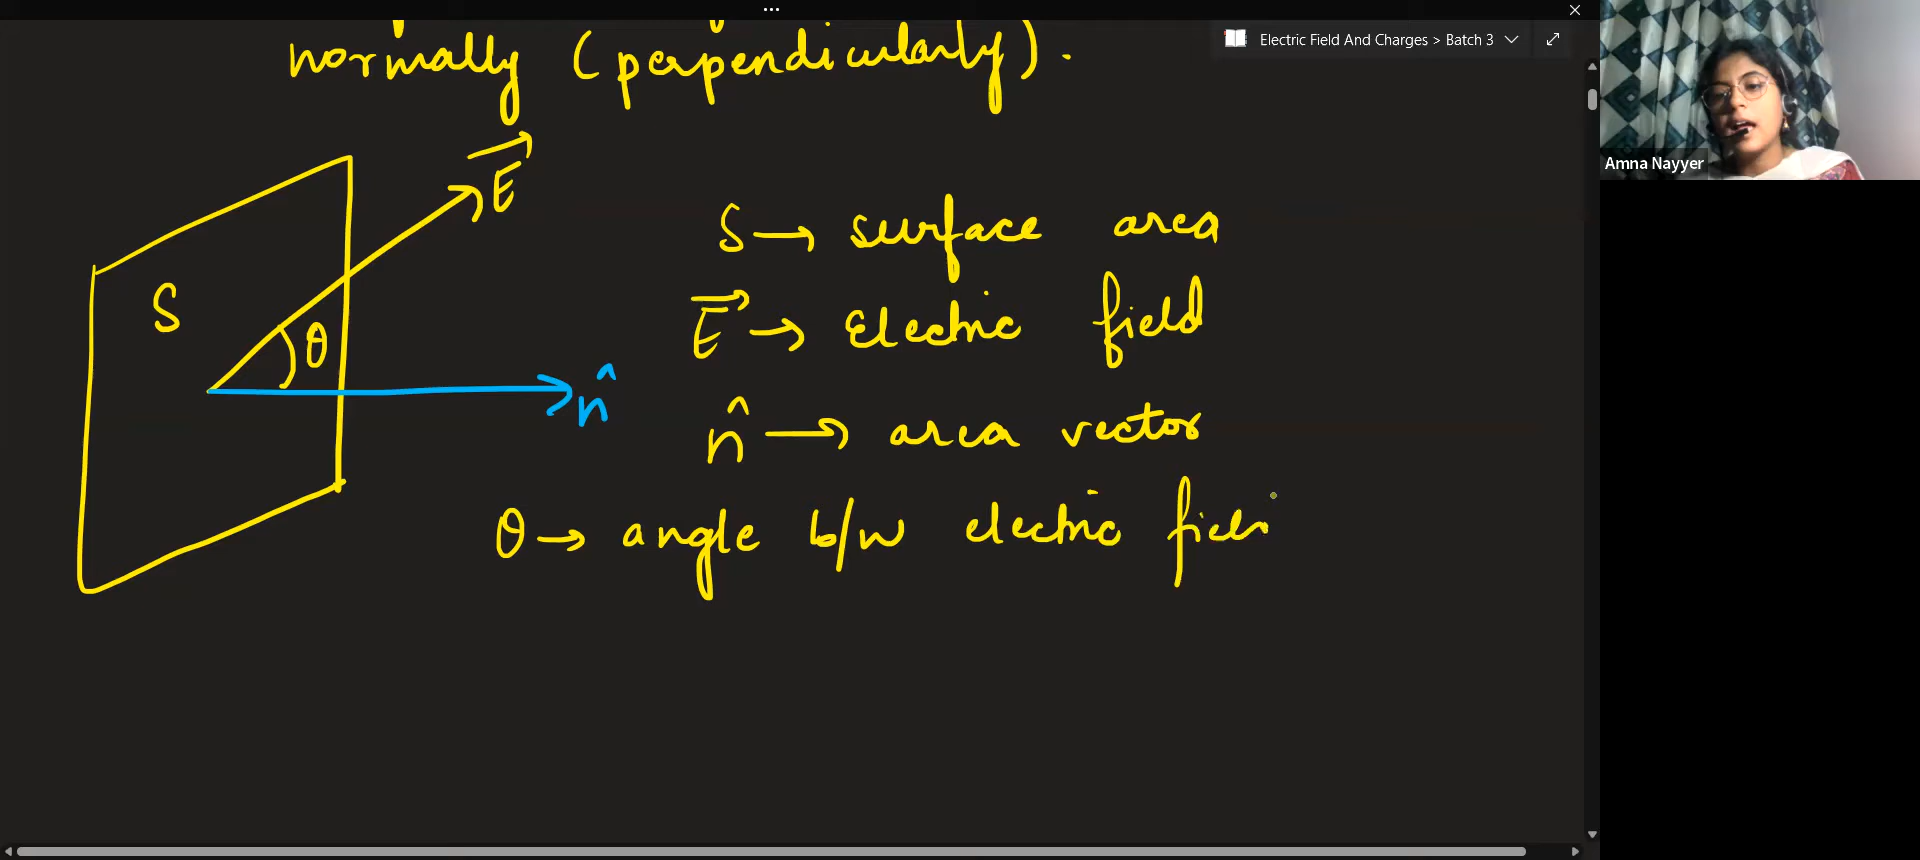 ...
Electric Field And Charges > Batch 3
Amna Nayyer
normally (perpendicularly).
E
S
θ
n̂
S → surface area
E⃗ → Electric field
n̂ → area vector
θ → angle b/w electric fiel